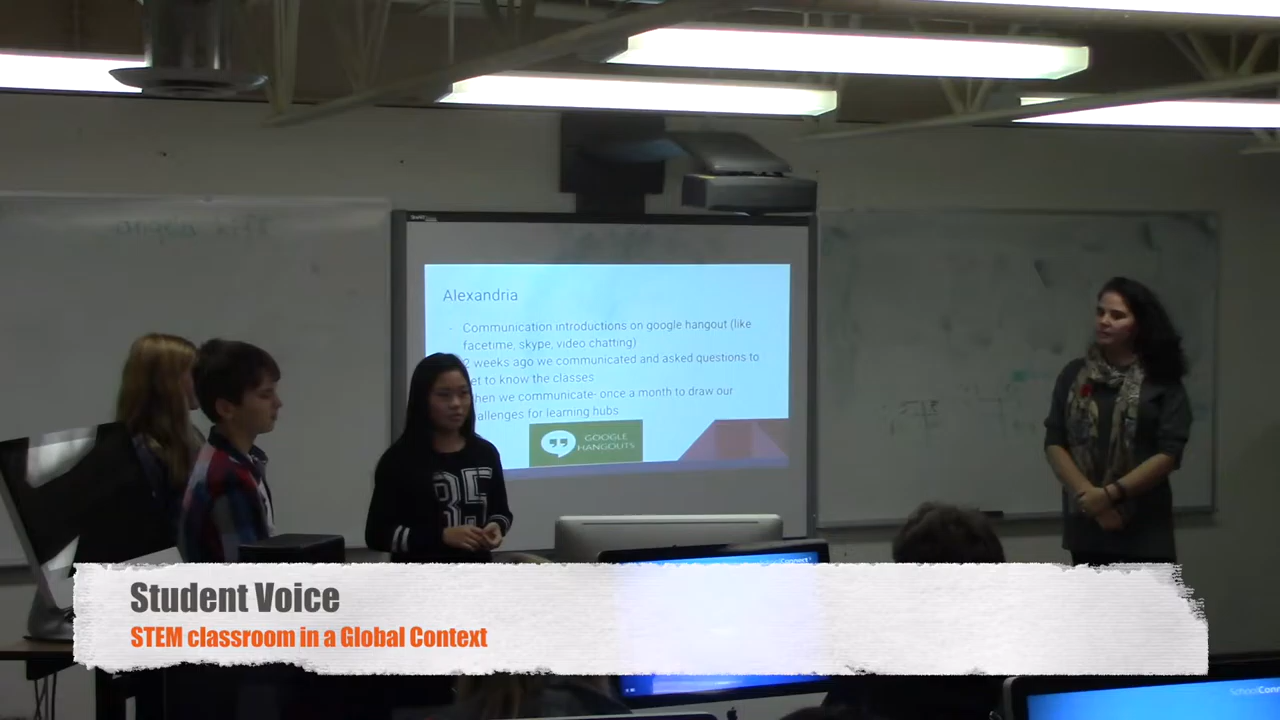 Alexandria
- Communication introductions on google hangout (like
facetime, skype, video chatting)
2 weeks ago we communicated and asked questions to
et to know the classes
hen we communicate- once a month to draw our
allenges for learning hubs
GOOGLE
HANGOUTS
85
Student Voice
STEM classroom in a Global Context